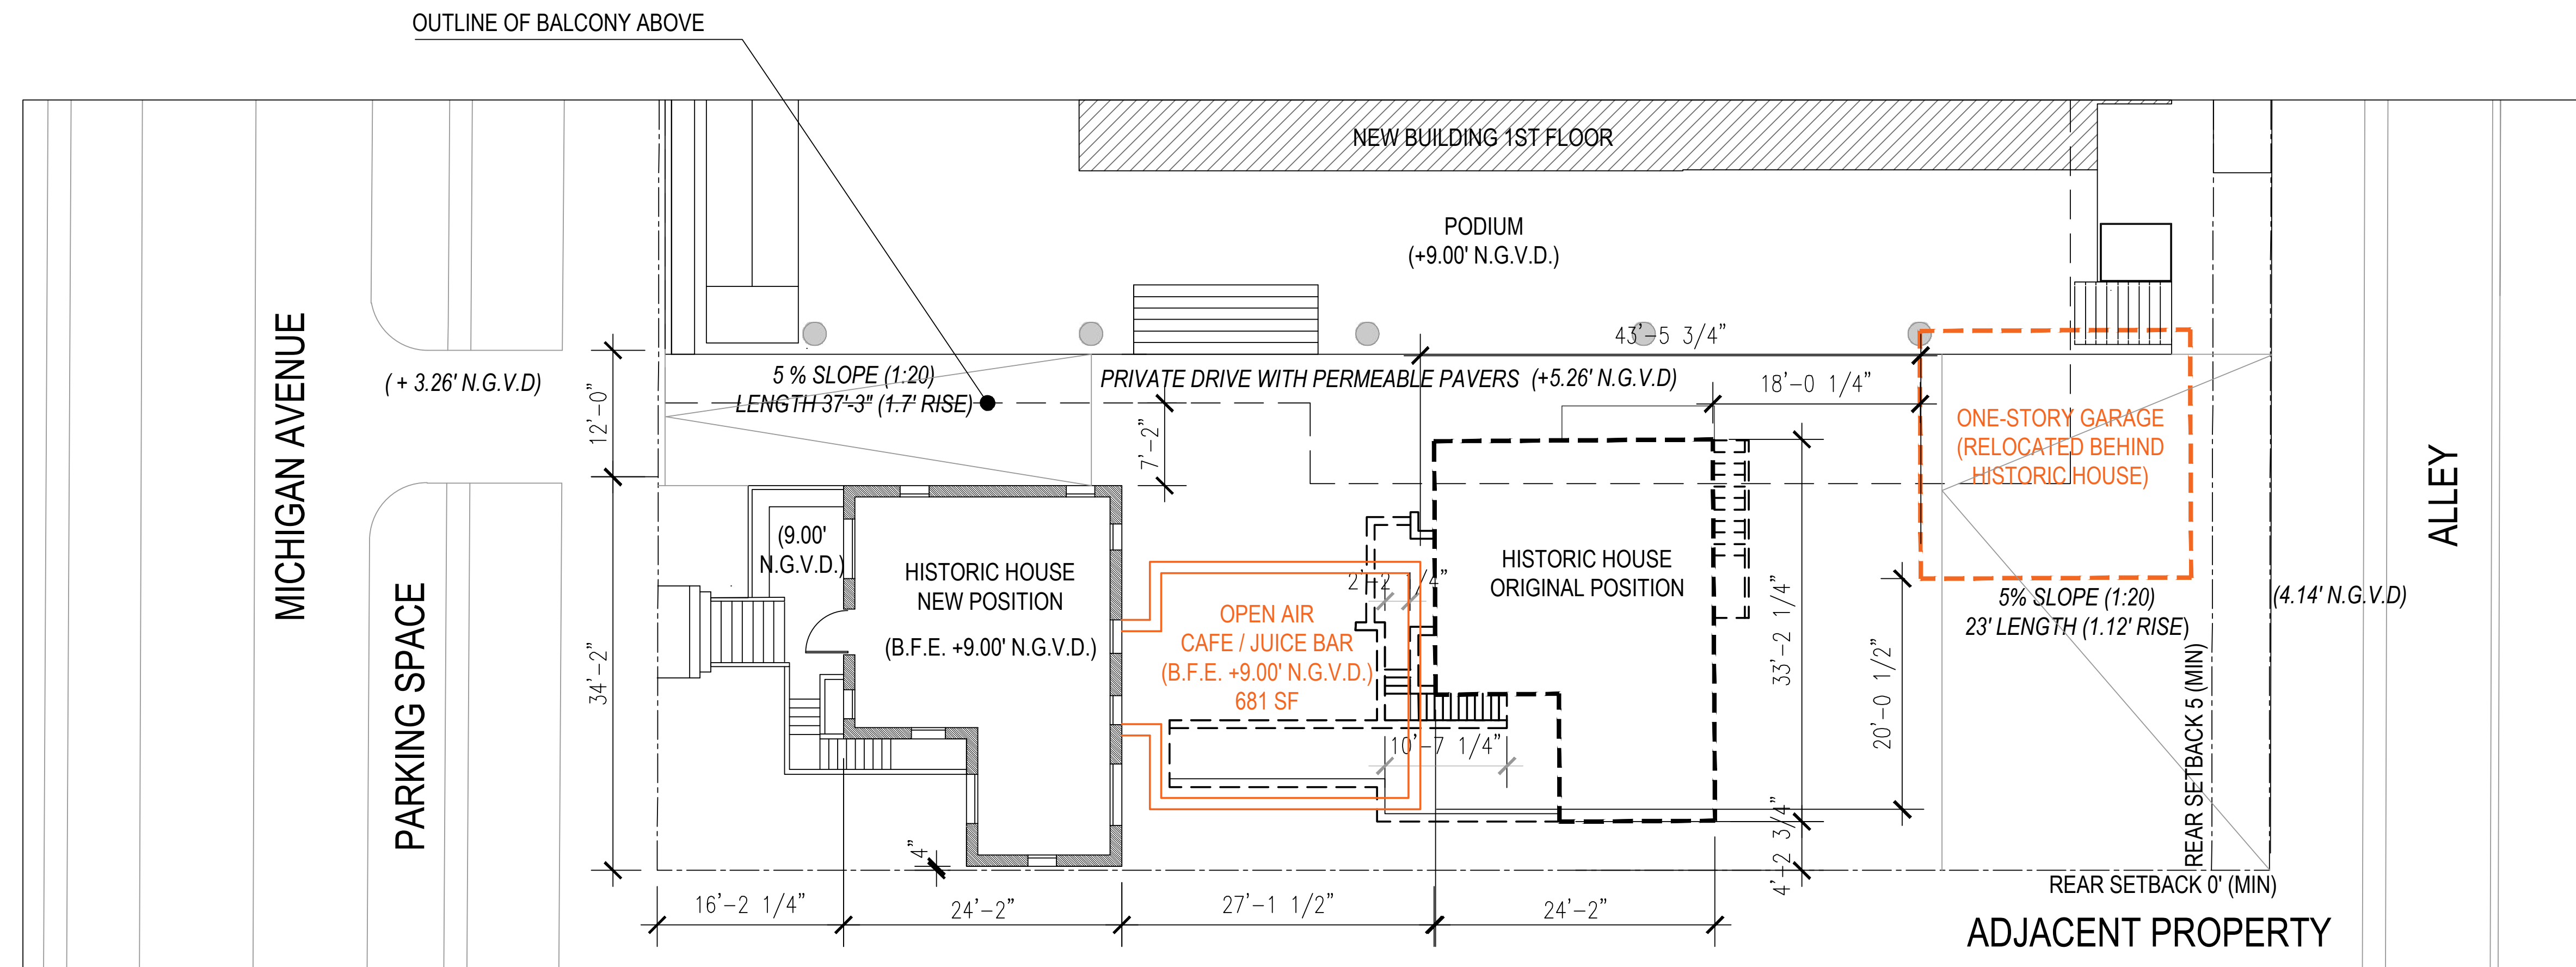 OUTLINE OF BALCONY ABOVE
NEW BUILDING 1ST FLOOR
PODIUM
(+9.00' N.G.V.D.)
43'-5 3/4"
MICHIGAN AVENUE
PARKING SPACE
( + 3.26' N.G.V.D)
12'-0"
5 % SLOPE (1:20)
LENGTH 37'-3" (1.7' RISE)
PRIVATE DRIVE WITH PERMEABLE PAVERS (+5.26' N.G.V.D)
18'-0 1/4"
7'-2"
ONE-STORY GARAGE
(RELOCATED BEHIND
HISTORIC HOUSE)
ALLEY
(9.00'
N.G.V.D.)
HISTORIC HOUSE
NEW POSITION
(B.F.E. +9.00' N.G.V.D.)
OPEN AIR
CAFE / JUICE BAR
(B.F.E. +9.00' N.G.V.D.)
681 SF
2'-2 1/4"
HISTORIC HOUSE
ORIGINAL POSITION
33'-2 1/4"
20'-0 1/2"
5% SLOPE (1:20)
23' LENGTH (1.12' RISE)
(4.14' N.G.V.D)
REAR SETBACK 5 (MIN)
34'-2"
10'-7 1/4"
4"
4'-2 3/4"
16'-2 1/4"
24'-2"
27'-1 1/2"
24'-2"
REAR SETBACK 0' (MIN)
ADJACENT PROPERTY